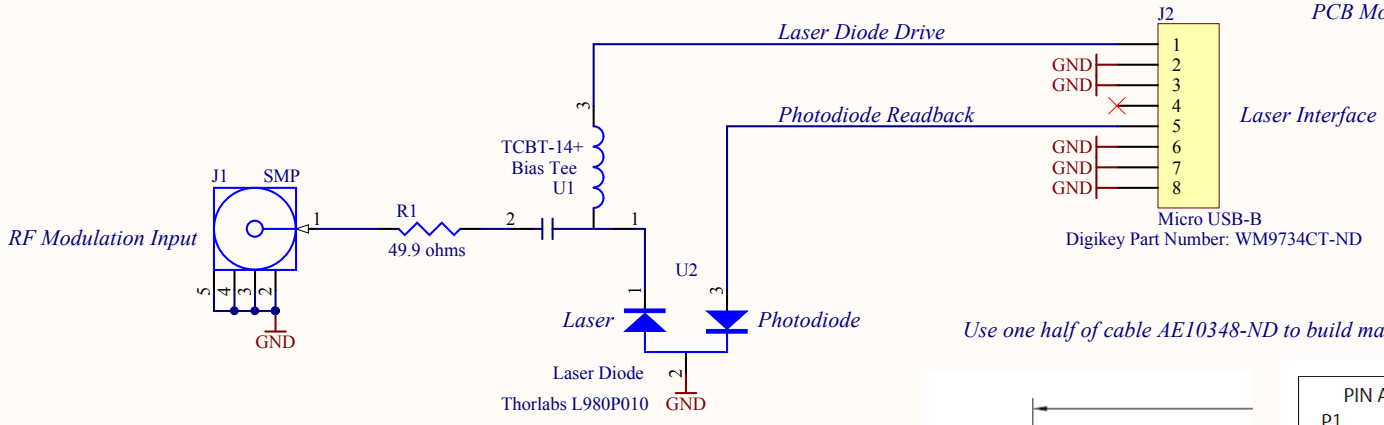 PCB Mo
J2
Laser Diode Drive
1
GND 2
GND 3
4
Photodiode Readback
5
GND 6
GND 7
GND 8
Laser Interface
Micro USB-B
Digikey Part Number: WM9734CT-ND
3
TCBT-14+
Bias Tee
U1
J1 SMP
RF Modulation Input
1
R1
49.9 ohms
2
1
5 4 3 2
GND
U2
1
3
Laser
Photodiode
2
Laser Diode
Thorlabs L980P010
GND
Use one half of cable AE10348-ND to build ma
PIN A
P1